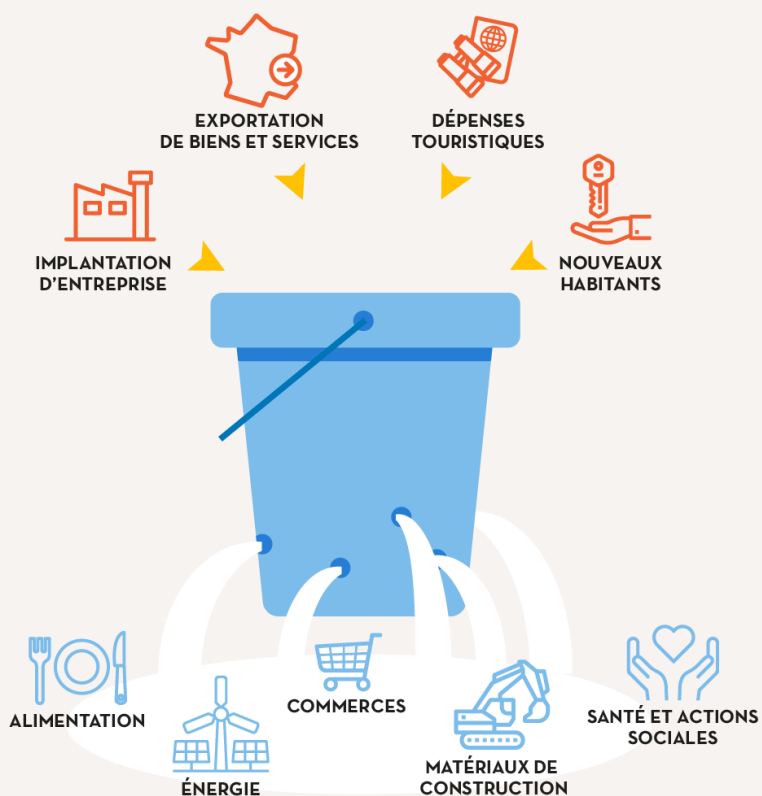 EXPORTATION
DE BIENS ET SERVICES
DÉPENSES
TOURISTIQUES
IMPLANTATION
D'ENTREPRISE
NOUVEAUX
HABITANTS
ALIMENTATION
ÉNERGIE
COMMERCES
MATÉRIAUX DE
CONSTRUCTION
SANTÉ ET ACTIONS
SOCIALES